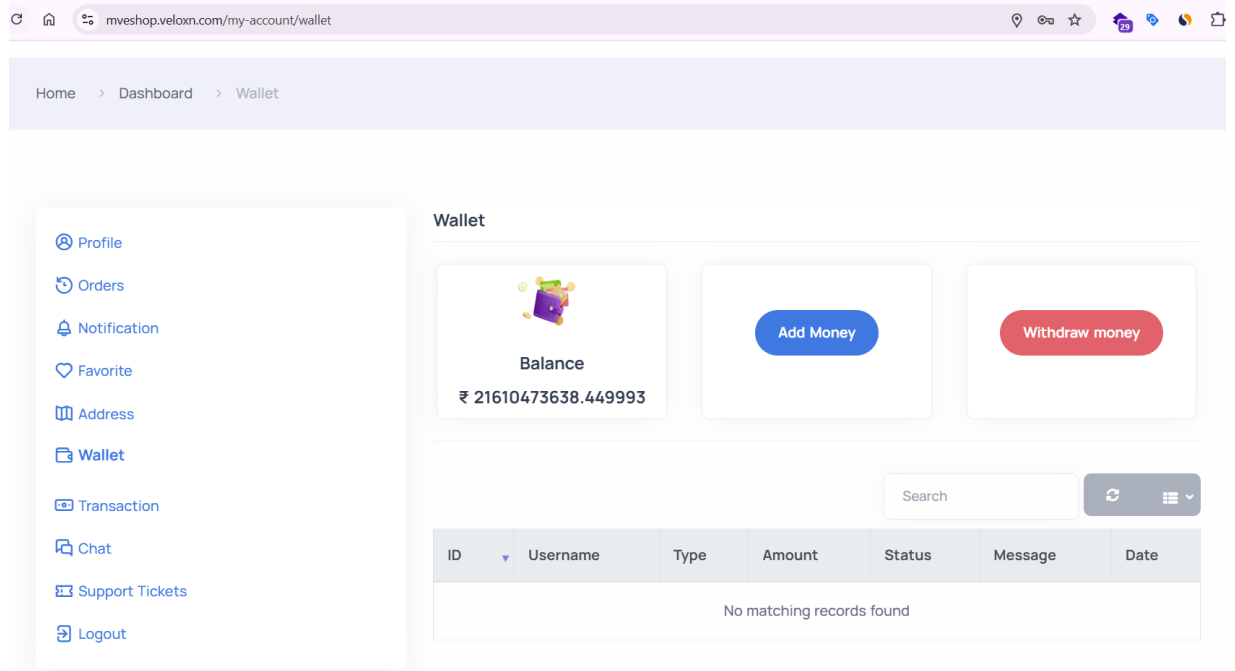 mveshop.veloxn.com/my-account/wallet
29
Home > Dashboard > Wallet
Profile
Orders
Notification
Favorite
Address
Wallet
Transaction
Chat
Support Tickets
Logout
Wallet
Balance
₹ 21610473638.449993
Add Money
Withdraw money
Search
ID Username Type Amount Status Message Date
No matching records found